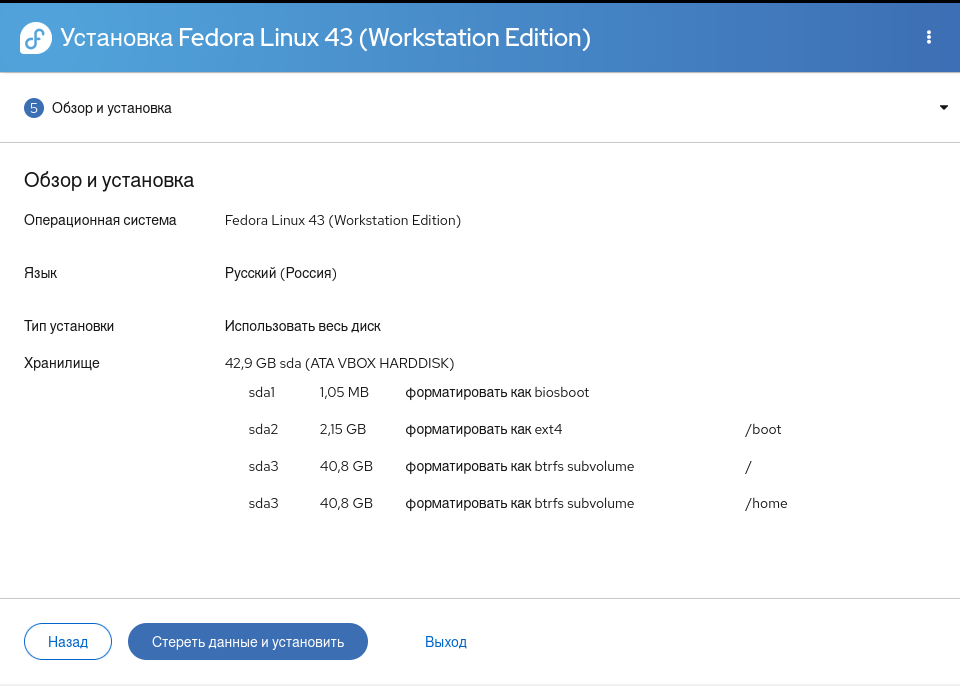 Установка Fedora Linux 43 (Workstation Edition)
5 Обзор и установка
Обзор и установка
Операционная система Fedora Linux 43 (Workstation Edition)
Язык Русский (Россия)
Тип установки Использовать весь диск
Хранилище 42,9 GB sda (ATA VBOX HARDDISK)
sda1 1,05 MB форматировать как biosboot
sda2 2,15 GB форматировать как ext4 /boot
sda3 40,8 GB форматировать как btrfs subvolume /
sda3 40,8 GB форматировать как btrfs subvolume /home
Назад Стереть данные и установить Выход